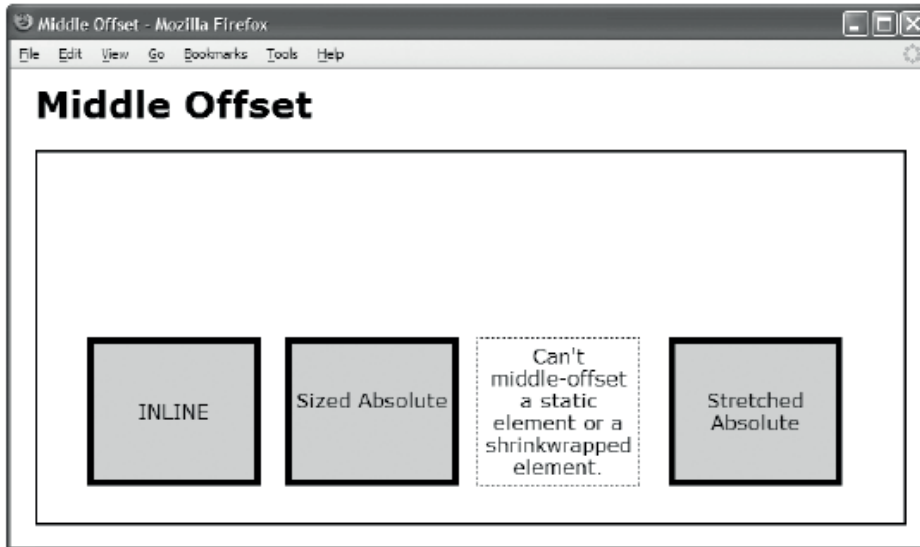 Middle Offset - Mozilla Firefox
File Edit View Go Bookmarks Tools Help
Middle Offset
INLINE
Sized Absolute
Can't
middle-offset
a static
element or a
shrinkwrapped
element.
Stretched
Absolute